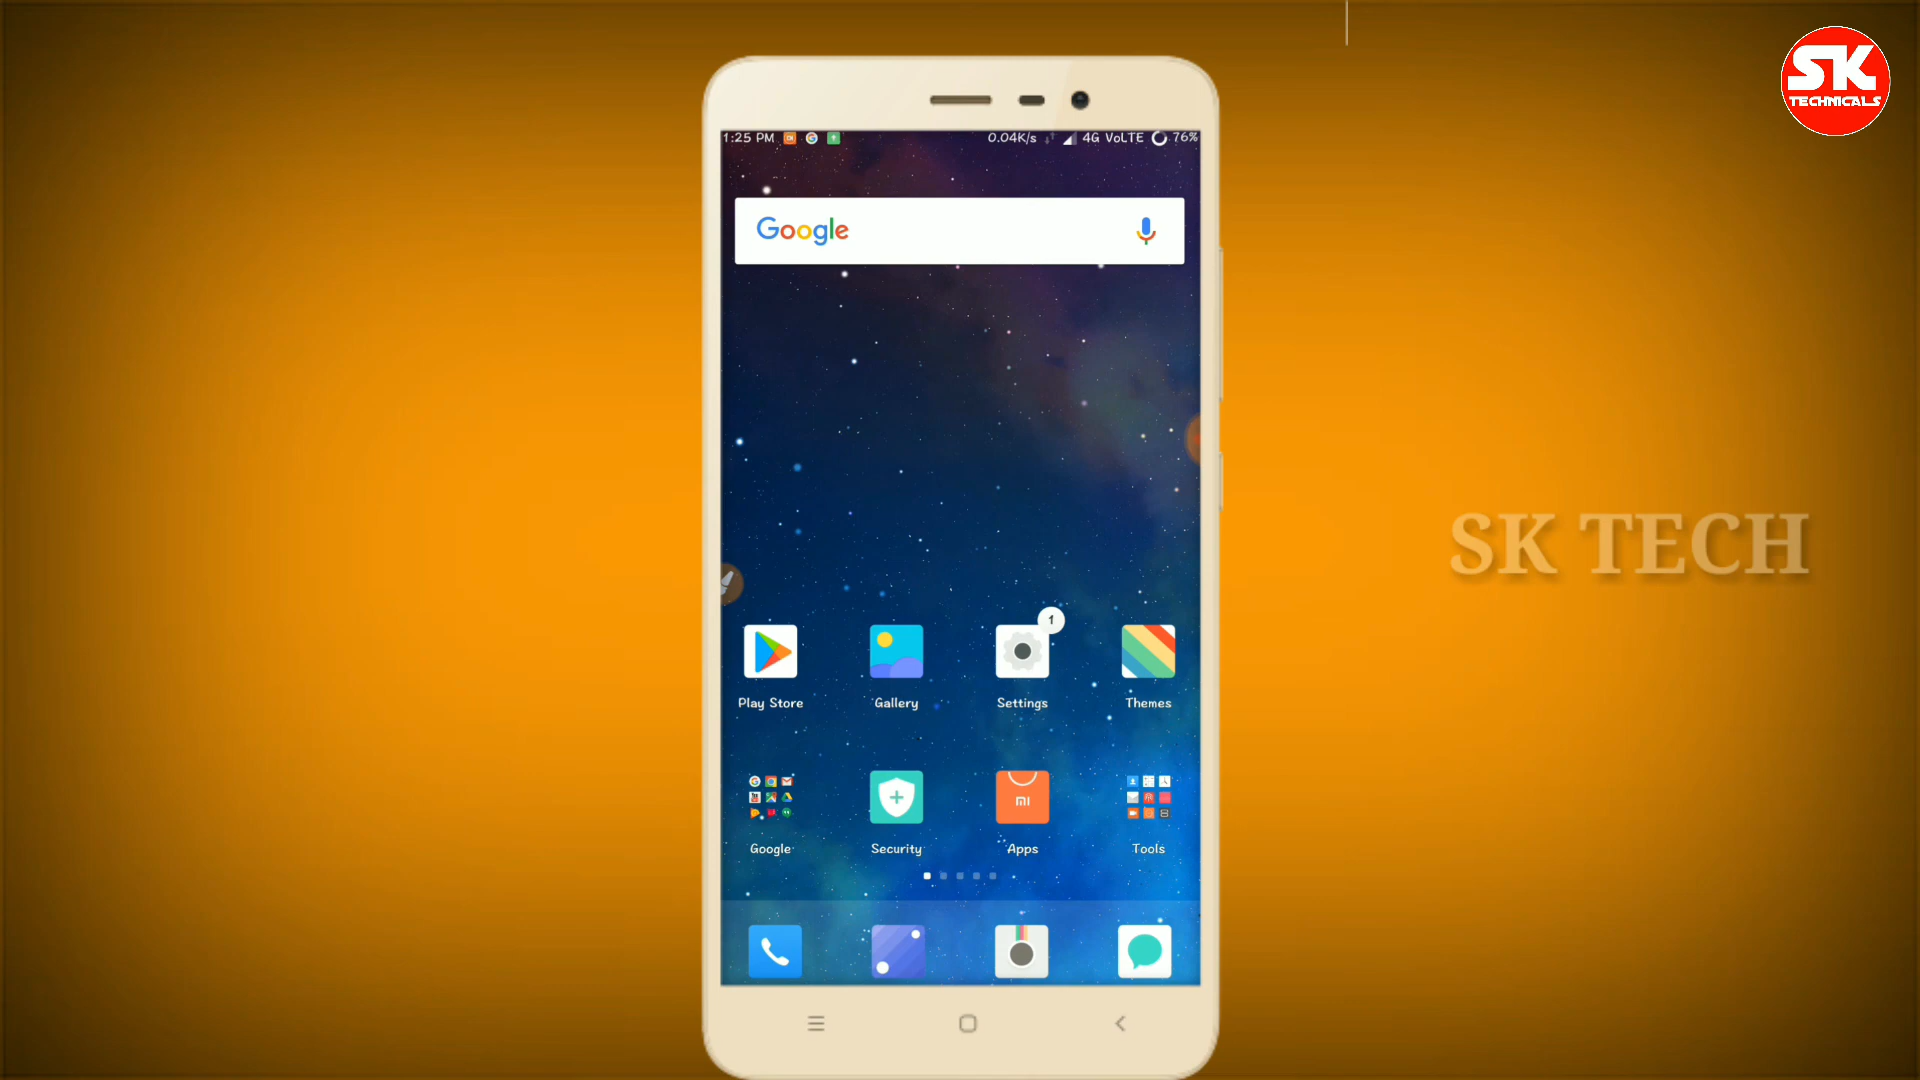 SK
TECHNICALS
1:25 PM
0.04K/s 4G VoLTE 76%
Google
SK TECH
1
Play Store Gallery Settings Themes
mi
Google Security Apps Tools